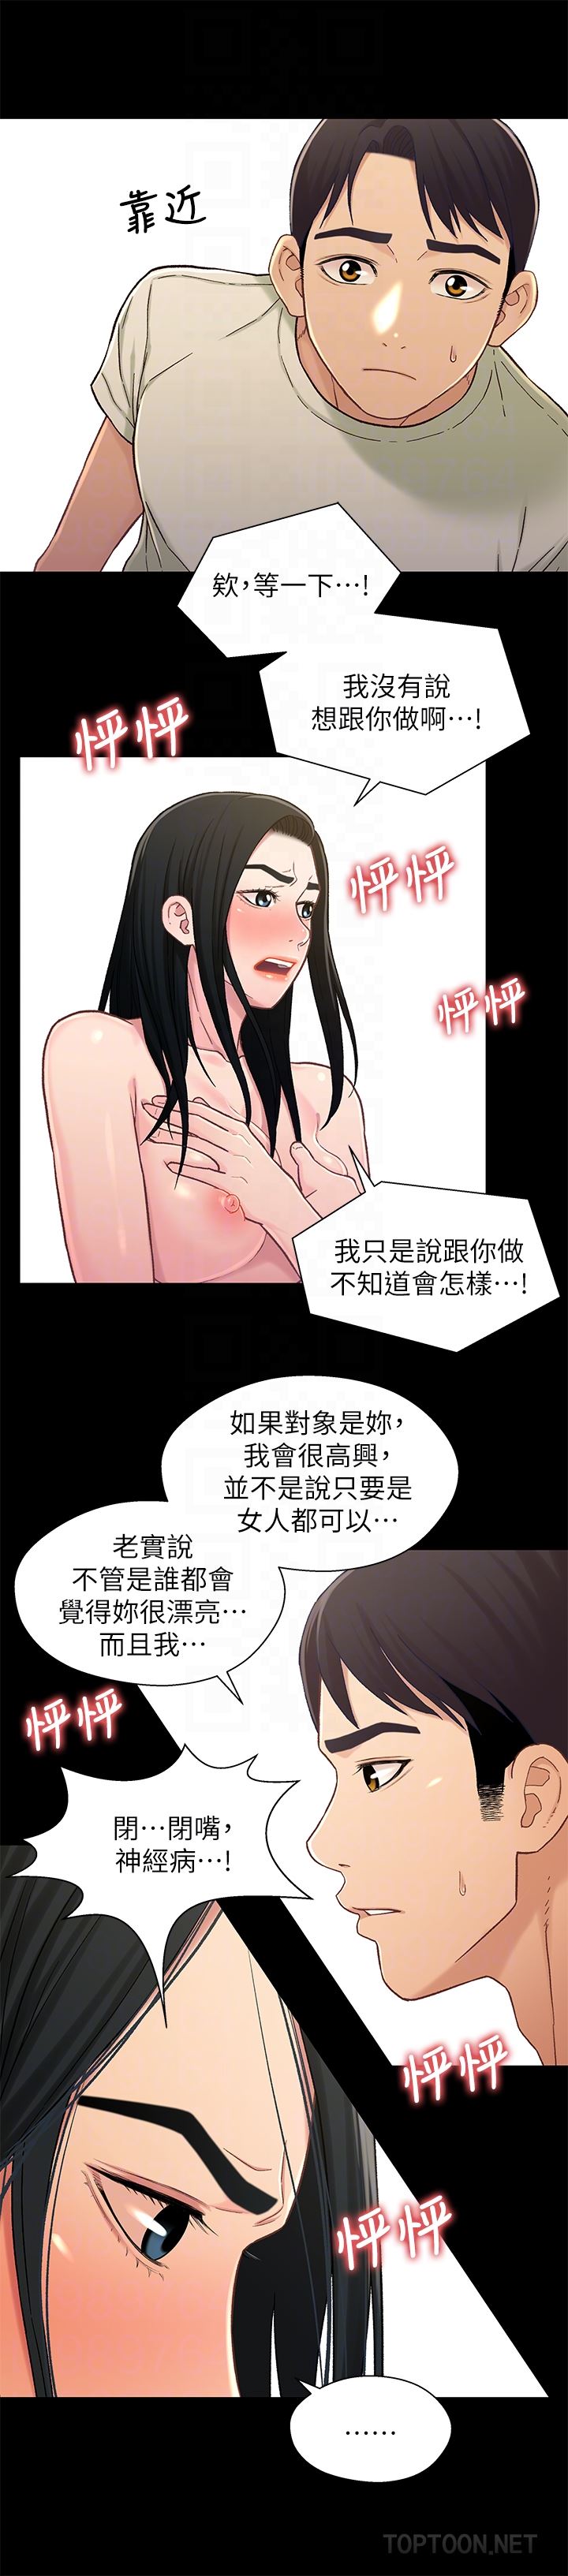 靠近
欸，等一下⋯！
我沒有說
想跟你做啊⋯！
怦怦
怦怦
怦怦
我只是說跟你做
不知道會怎樣⋯！
如果對象是妳，
我會很高興，
並不是說只要是
女人都可以⋯
老實說
不管是誰都會
覺得妳很漂亮⋯
而且我⋯
怦怦
閉⋯閉嘴，
神經病⋯！
怦怦
怦怦
⋯⋯
TOPTOON.NET